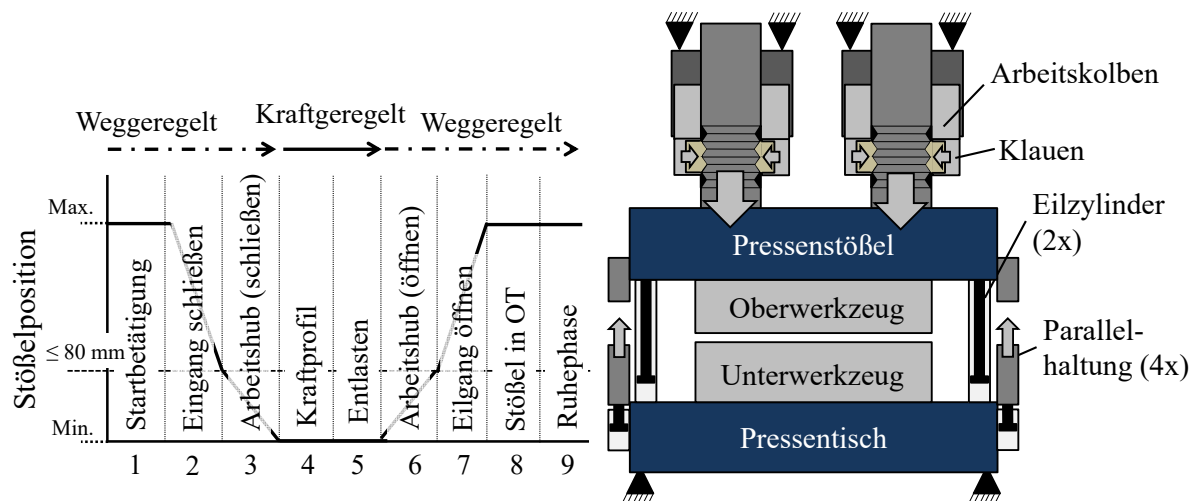 Weggeregelt
Kraftgeregelt
Weggeregelt
Stößelposition
Max.
≤ 80 mm
Min.
Startbetätigung
Eingang schließen
Arbeitshub (schließen)
Kraftprofil
Entlasten
Arbeitshub (öffnen)
Eilgang öffnen
Stößel in OT
Ruhephase
1 2 3 4 5 6 7 8 9
Arbeitskolben
Klauen
Eilzylinder
(2x)
Pressenstößel
Oberwerkzeug
Unterwerkzeug
Parallel-
haltung (4x)
Pressentisch